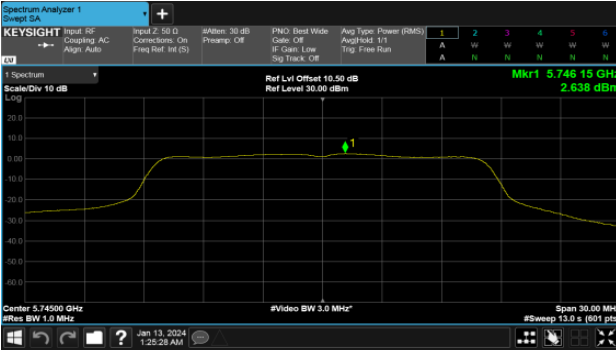 Spectrum Analyzer 1
Swept SA
KEYSIGHT
Input: RF
Coupling: AC
Align: Auto
Input Z: 50 Ω
Corrections: On
Freq Ref: Int (S)
#Atten: 30 dB
Preamp: Off
PNO: Best Wide
Gate: Off
IF Gain: Low
Sig Track: Off
Avg Type: Power (RMS)
Avg|Hold: 1/1
Trig: Free Run
1 2 3 4 5 6
A W W W W W
A N N N N N
LXI
1 Spectrum
Scale/Div 10 dB
Ref Lvl Offset 10.50 dB
Ref Level 30.00 dBm
Mkr1 5.746 15 GHz
2.638 dBm
Log
20.0
10.0
0.00
-10.0
-20.0
-30.0
-40.0
-50.0
-60.0
1
Center 5.74500 GHz
#Res BW 1.0 MHz
#Video BW 3.0 MHz*
Span 30.00 MHz
#Sweep 13.0 s (601 pts)
Jan 13, 2024
1:25:28 AM